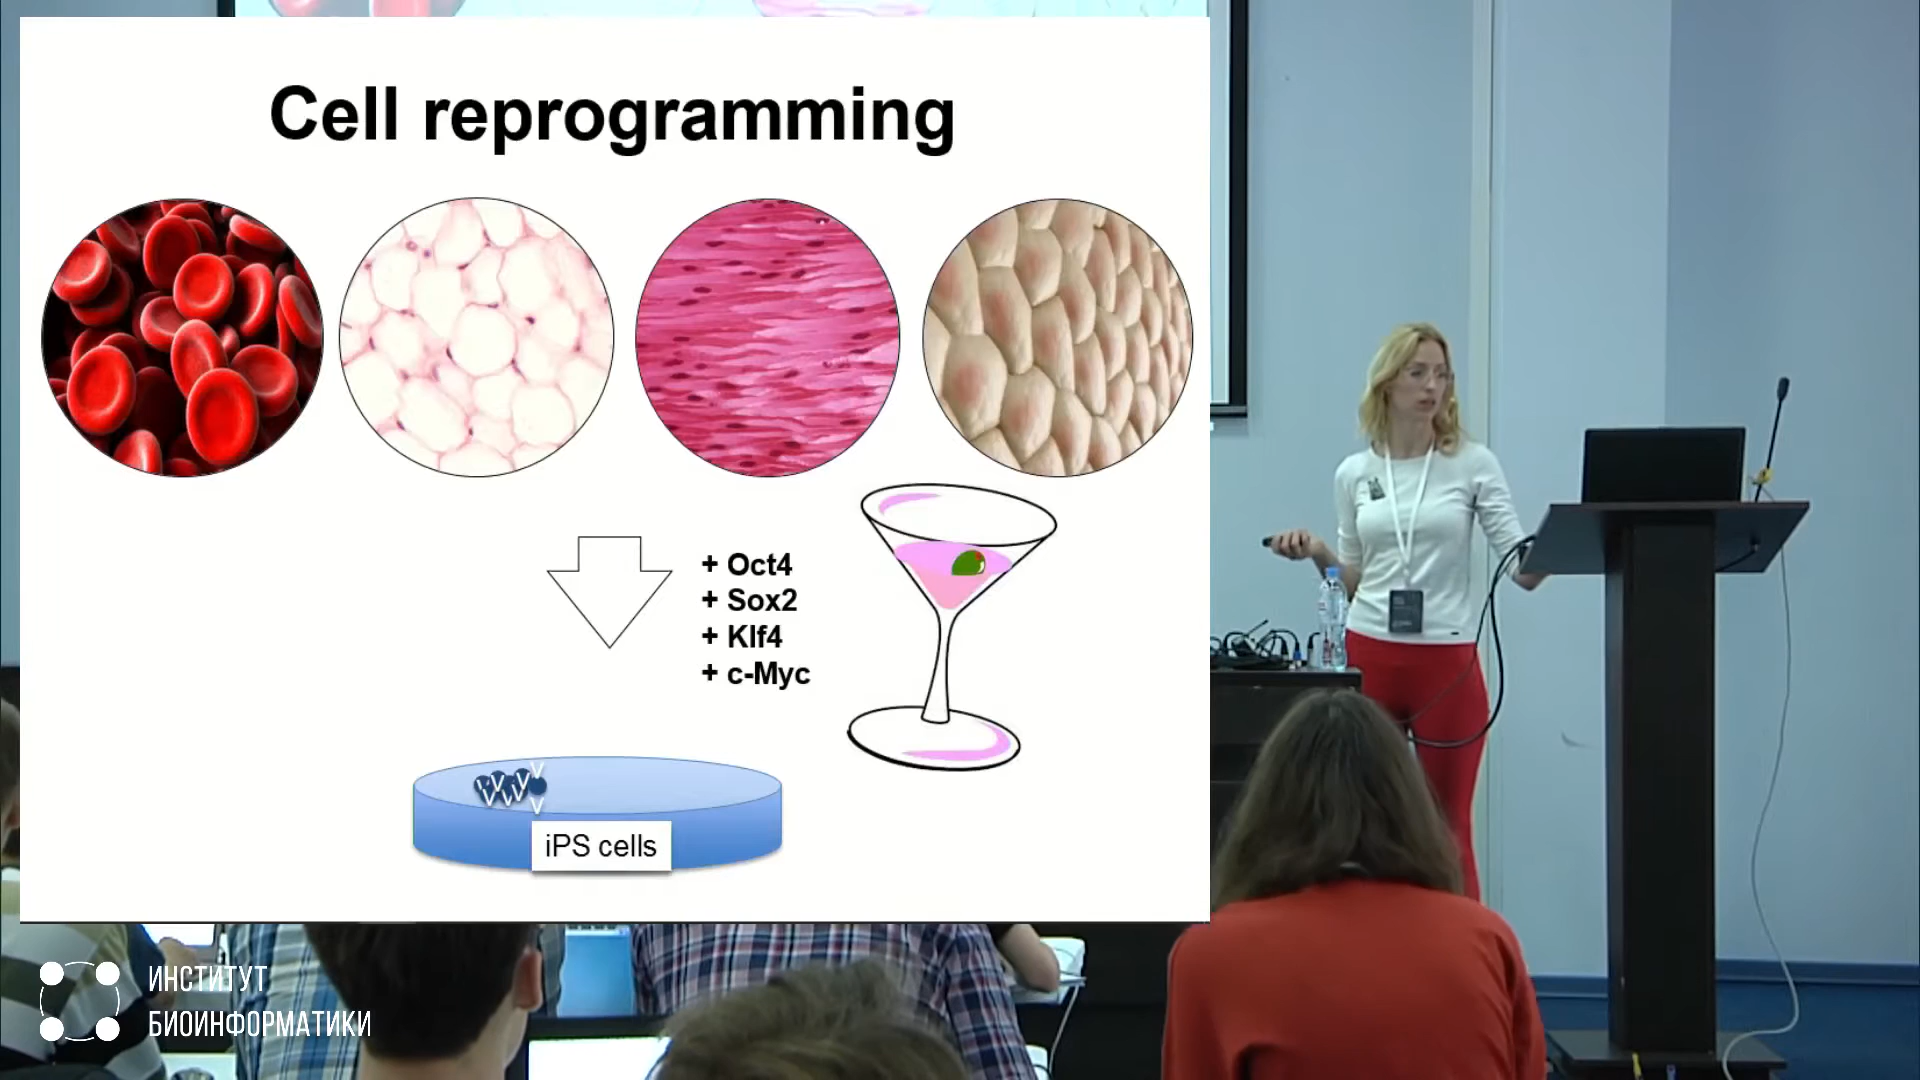 Cell reprogramming
+ Oct4
+ Sox2
+ Klf4
+ c-Myc
iPS cells
ИНСТИТУТ
БИОИНФОРМАТИКИ